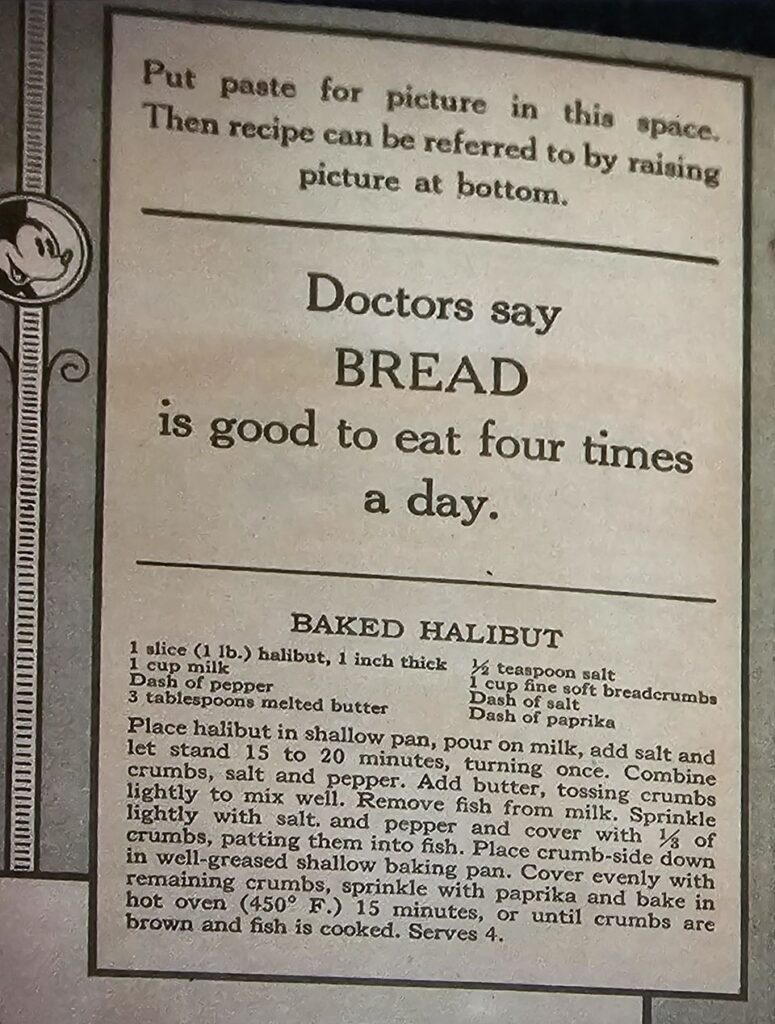 Put paste for picture in this space.
Then recipe can be referred to by raising
picture at bottom.
Doctors say
BREAD
is good to eat four times
a day.
BAKED HALIBUT
1 slice (1 lb.) halibut, 1 inch thick
1 cup milk
Dash of pepper
3 tablespoons melted butter
½ teaspoon salt
1 cup fine soft breadcrumbs
Dash of salt
Dash of paprika
Place halibut in shallow pan, pour on milk, add salt and
let stand 15 to 20 minutes, turning once. Combine
crumbs, salt and pepper. Add butter, tossing crumbs
lightly to mix well. Remove fish from milk. Sprinkle
lightly with salt. and pepper and cover with ⅓ of
crumbs, patting them into fish. Place crumb-side down
in well-greased shallow baking pan. Cover evenly with
remaining crumbs, sprinkle with paprika and bake in
hot oven (450° F.) 15 minutes, or until crumbs are
brown and fish is cooked. Serves 4.